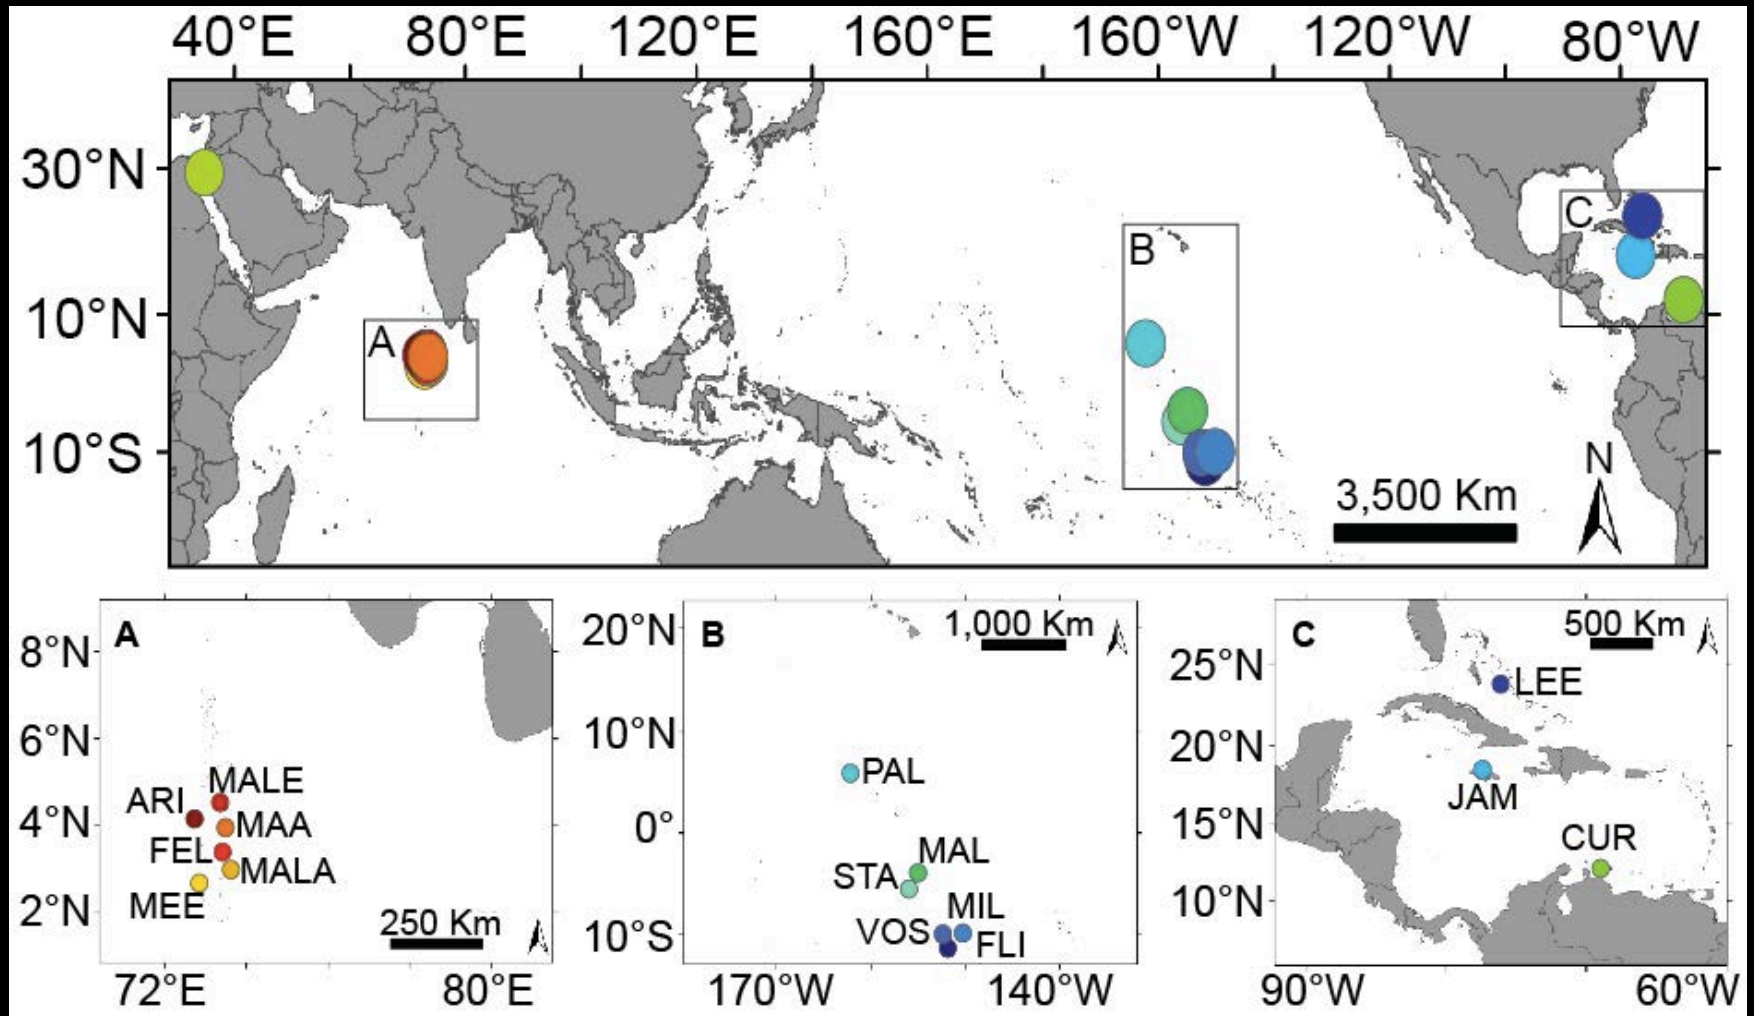 40°E 80°E 120°E 160°E 160°W 120°W 80°W
30°N
10°N
10°S
A
B
C
N
3,500 Km
A
8°N
6°N
4°N
2°N
MALE
ARI
MAA
FEL
MALA
MEE
250 Km
72°E 80°E
B
20°N
10°N
0°
10°S
1,000 Km
PAL
MAL
STA
MIL
VOS
FLI
170°W 140°W
C
25°N
20°N
15°N
10°N
500 Km
LEE
JAM
CUR
90°W 60°W